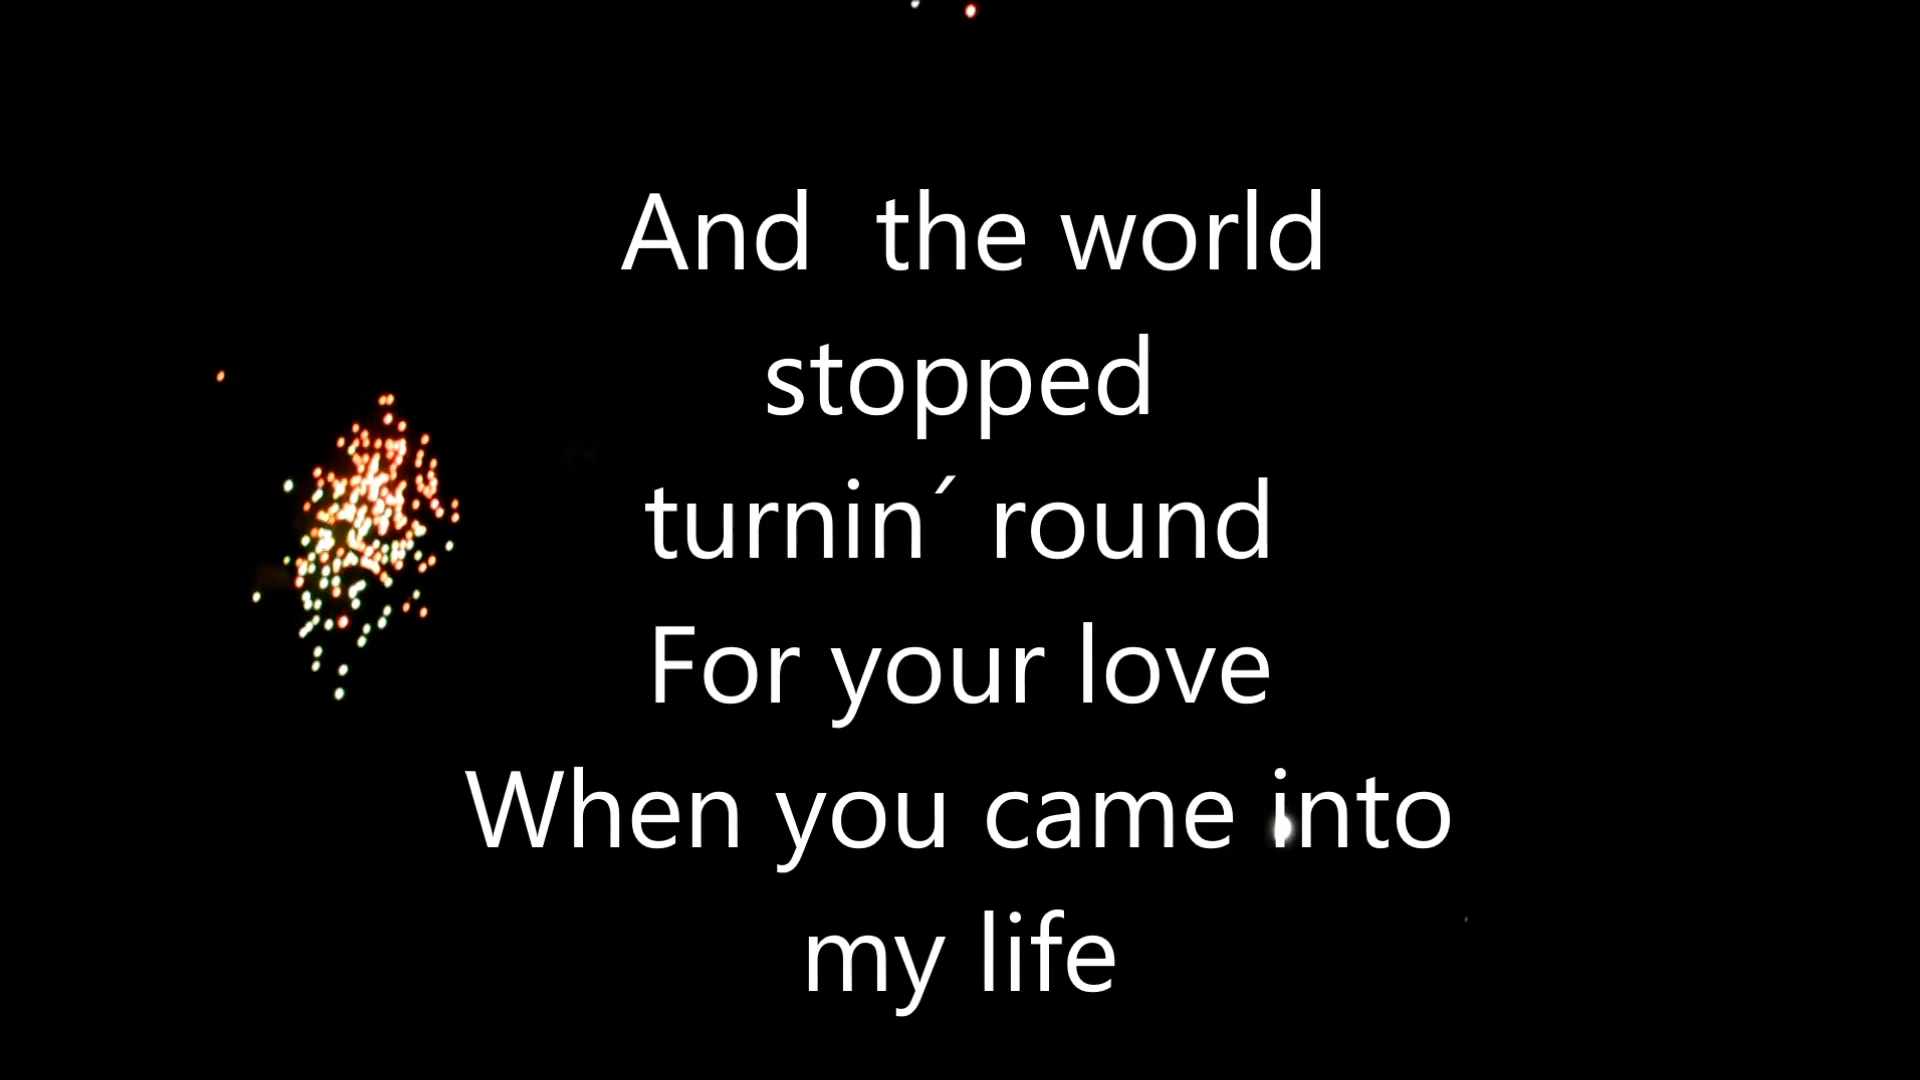 And  the world
stopped
turnin´ round
For your love
When you came into
my life